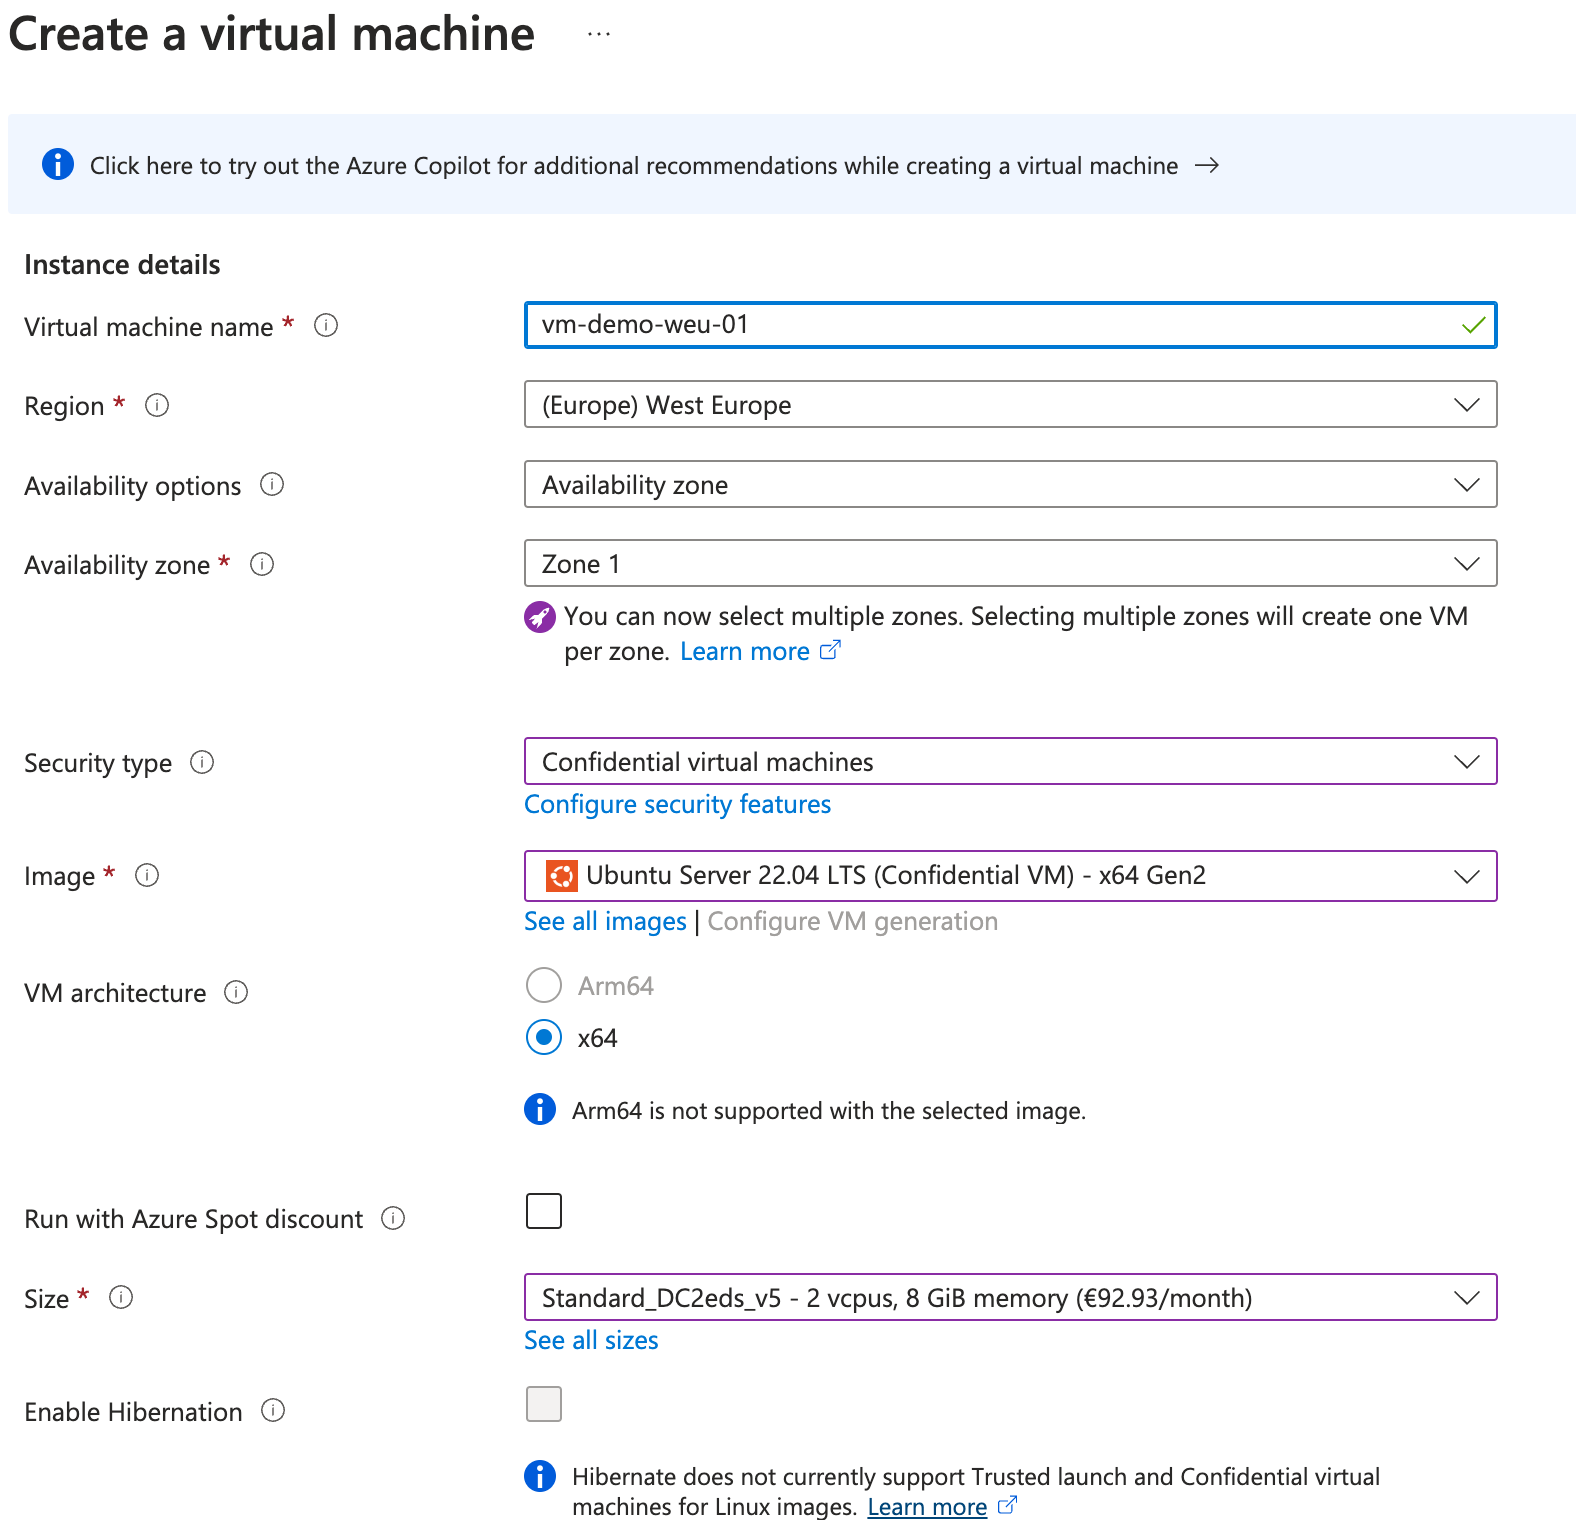 Create a virtual machine ...
Click here to try out the Azure Copilot for additional recommendations while creating a virtual machine →
Instance details
Virtual machine name *
vm-demo-weu-01
Region *
(Europe) West Europe
Availability options
Availability zone
Availability zone *
Zone 1
You can now select multiple zones. Selecting multiple zones will create one VM
per zone. Learn more
Security type
Confidential virtual machines
Configure security features
Image *
Ubuntu Server 22.04 LTS (Confidential VM) - x64 Gen2
See all images | Configure VM generation
VM architecture
Arm64
x64
Arm64 is not supported with the selected image.
Run with Azure Spot discount
Size *
Standard_DC2eds_v5 - 2 vcpus, 8 GiB memory (€92.93/month)
See all sizes
Enable Hibernation
Hibernate does not currently support Trusted launch and Confidential virtual
machines for Linux images. Learn more